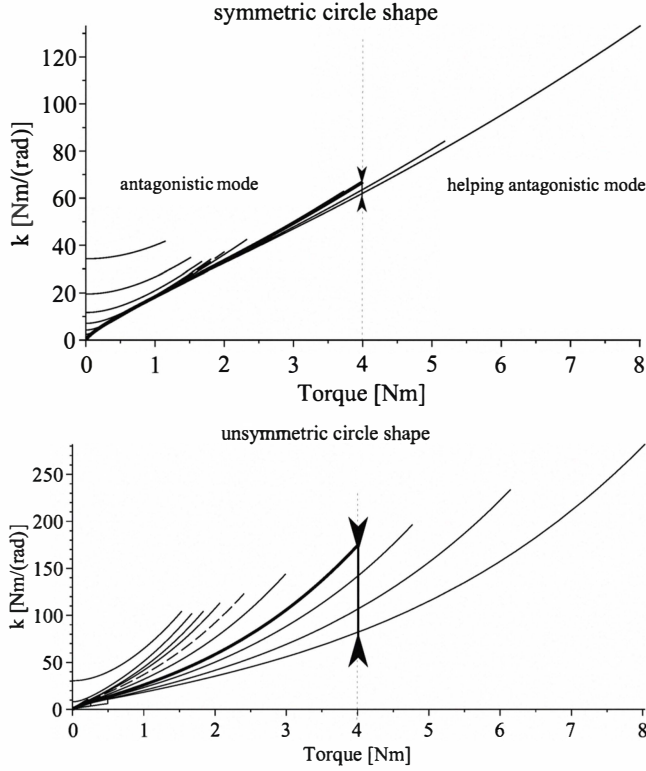 symmetric circle shape
120
100
80
60
40
20
0
k [Nm/(rad)]
antagonistic mode
helping antagonistic mode
0 1 2 3 4 5 6 7 8
Torque [Nm]
unsymmetric circle shape
250
200
150
100
50
0
k [Nm/(rad)]
0 1 2 3 4 5 6 7 8
Torque [Nm]